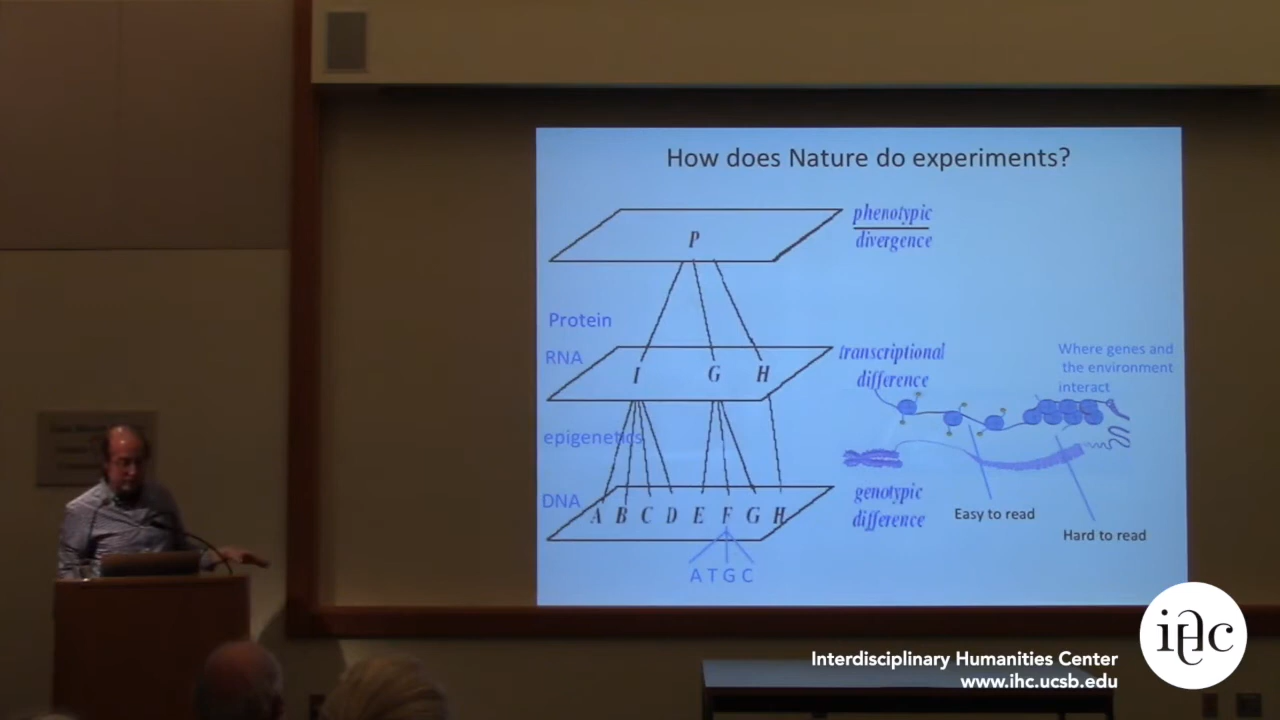 How does Nature do experiments?
P
phenotypic
divergence
Protein
RNA
I G H
transcriptional
difference
Where genes and
the environment
interact
epigenetics
DNA
A B C D E F G H
genotypic
difference
Easy to read
Hard to read
A T G C
ihc
Interdisciplinary Humanities Center
www.ihc.ucsb.edu